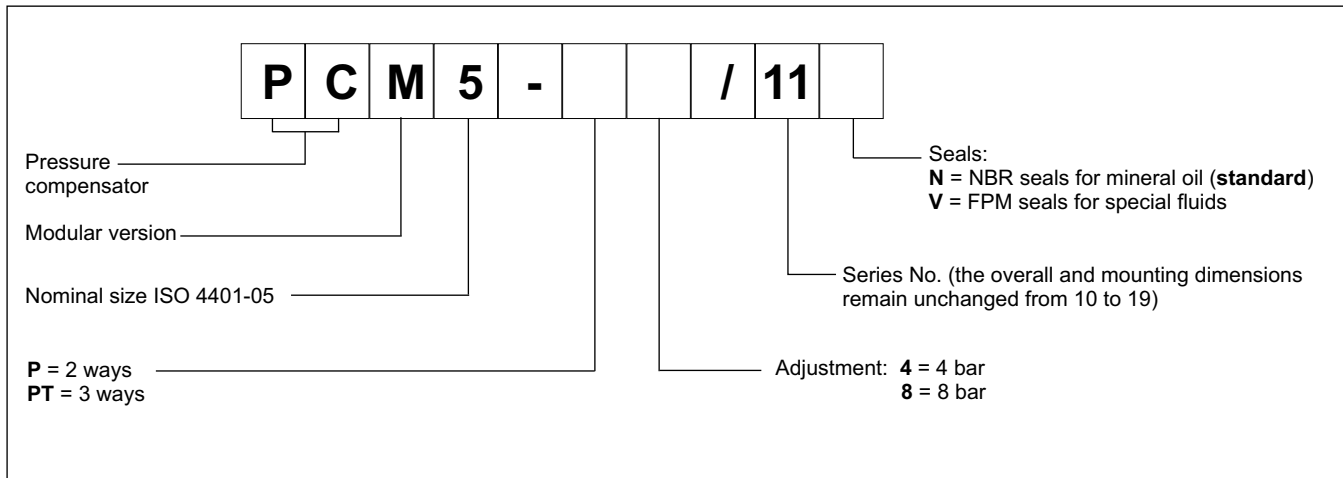 P C M 5 - / 11
Pressure
compensator
Modular version
Nominal size ISO 4401-05
P = 2 ways
PT = 3 ways
Seals:
N = NBR seals for mineral oil (standard)
V = FPM seals for special fluids
Series No. (the overall and mounting dimensions
remain unchanged from 10 to 19)
Adjustment: 4 = 4 bar
8 = 8 bar